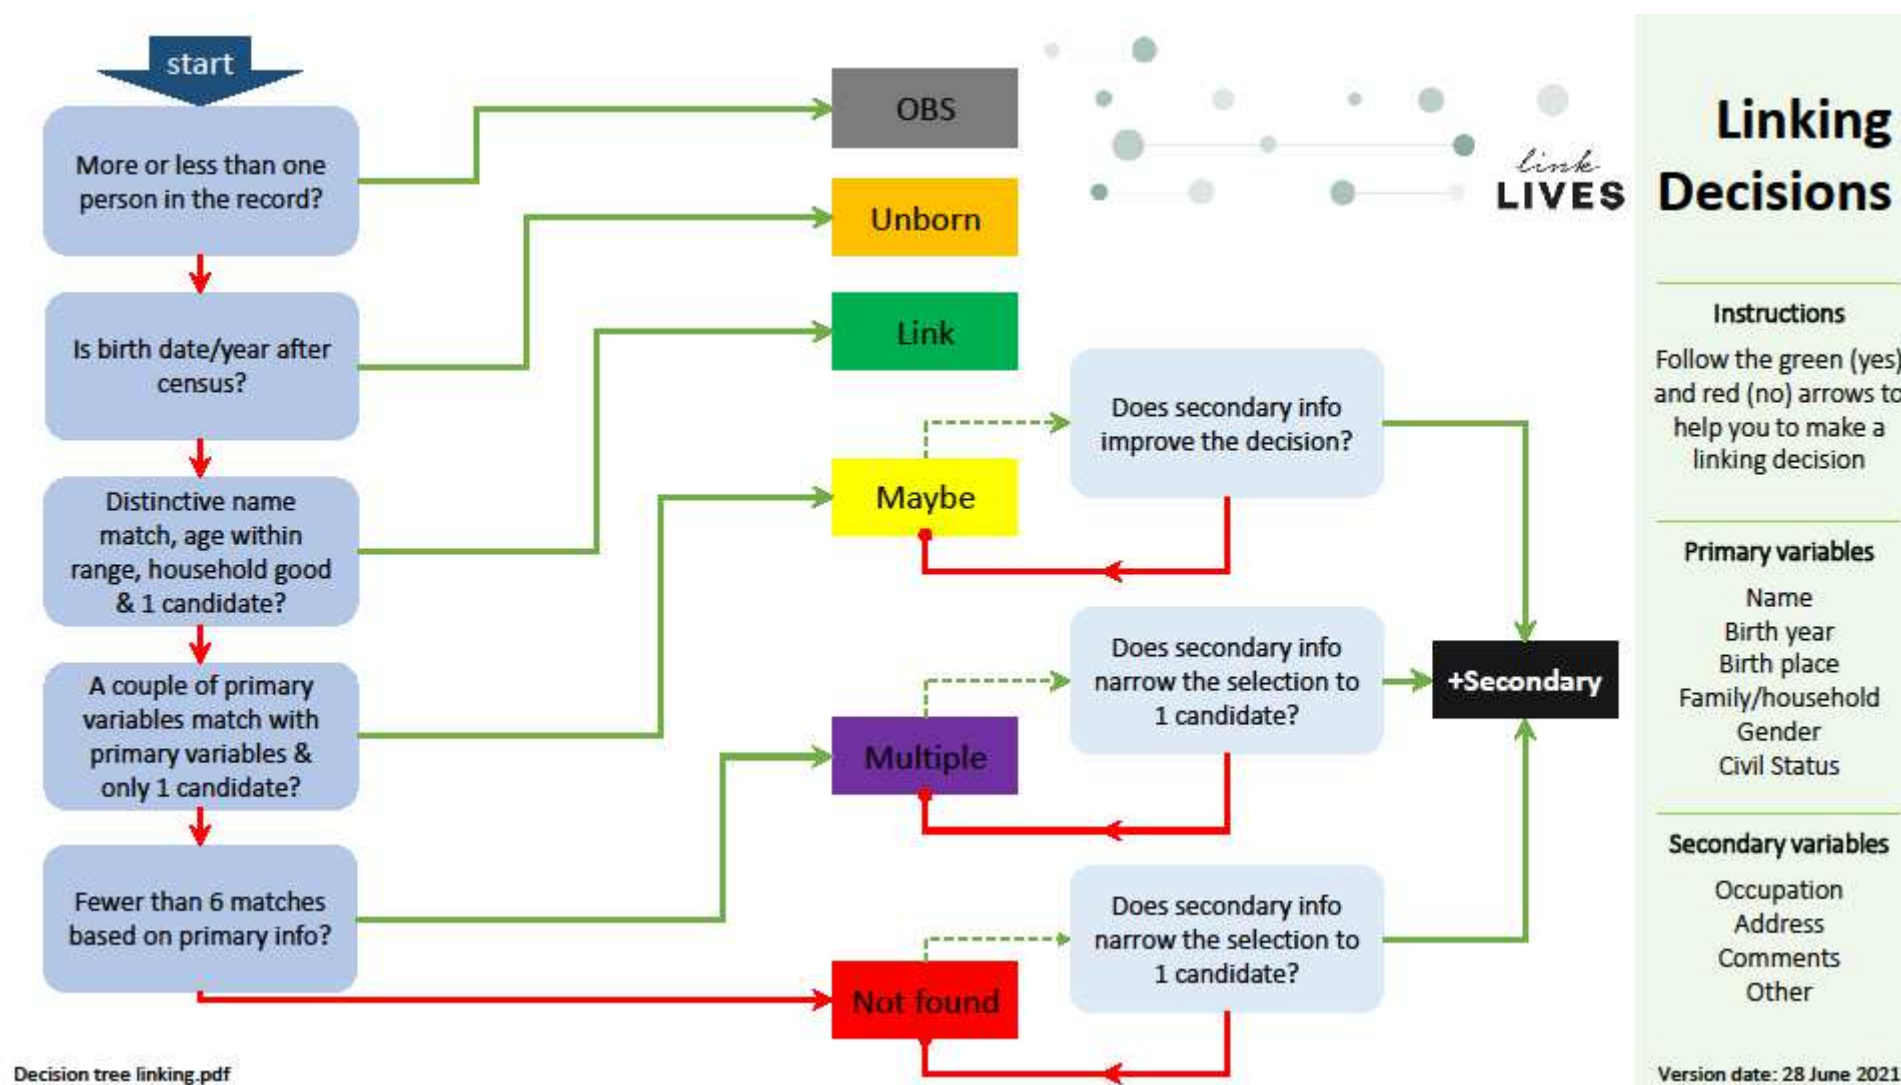 start
More or less than one
person in the record?
Is birth date/year after
census?
Distinctive name
match, age within
range, household good
& 1 candidate?
A couple of primary
variables match with
primary variables &
only 1 candidate?
Fewer than 6 matches
based on primary info?
OBS
Unborn
Link
Maybe
Multiple
Not found
Does secondary info
improve the decision?
Does secondary info
narrow the selection to
1 candidate?
Does secondary info
narrow the selection to
1 candidate?
+Secondary
link
LIVES
Linking
Decisions
Instructions
Follow the green (yes)
and red (no) arrows to
help you to make a
linking decision
Primary variables
Name
Birth year
Birth place
Family/household
Gender
Civil Status
Secondary variables
Occupation
Address
Comments
Other
Decision tree linking.pdf
Version date: 28 June 2021